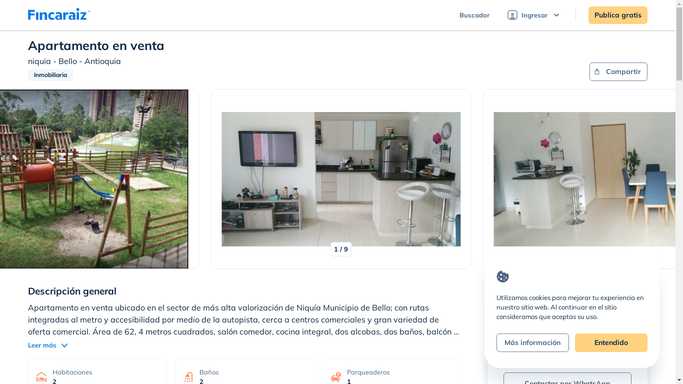 Fincaraiz
Buscador
Ingresar
Publica gratis
Apartamento en venta
niquia - Bello - Antioquia
Inmobiliaria
Compartir
1 / 9
Descripción general
Apartamento en venta ubicado en el sector de más alta valorización de Niquía Municipio de Bello; con rutas
integradas al metro y accesibilidad por medio de la autopista, cerca a centros comerciales y gran variedad de
oferta comercial. Área de 62, 4 metros cuadrados, salón comedor, cocina integral, dos alcobas, dos baños, balcón ...
Leer más
Habitaciones
2
Baños
2
Parqueaderos
1
Utilizamos cookies para mejorar tu experiencia en
nuestro sitio web. Al continuar en el sitio
consideramos que aceptas su uso.
Más información
Entendido
Contactar por WhatsApp